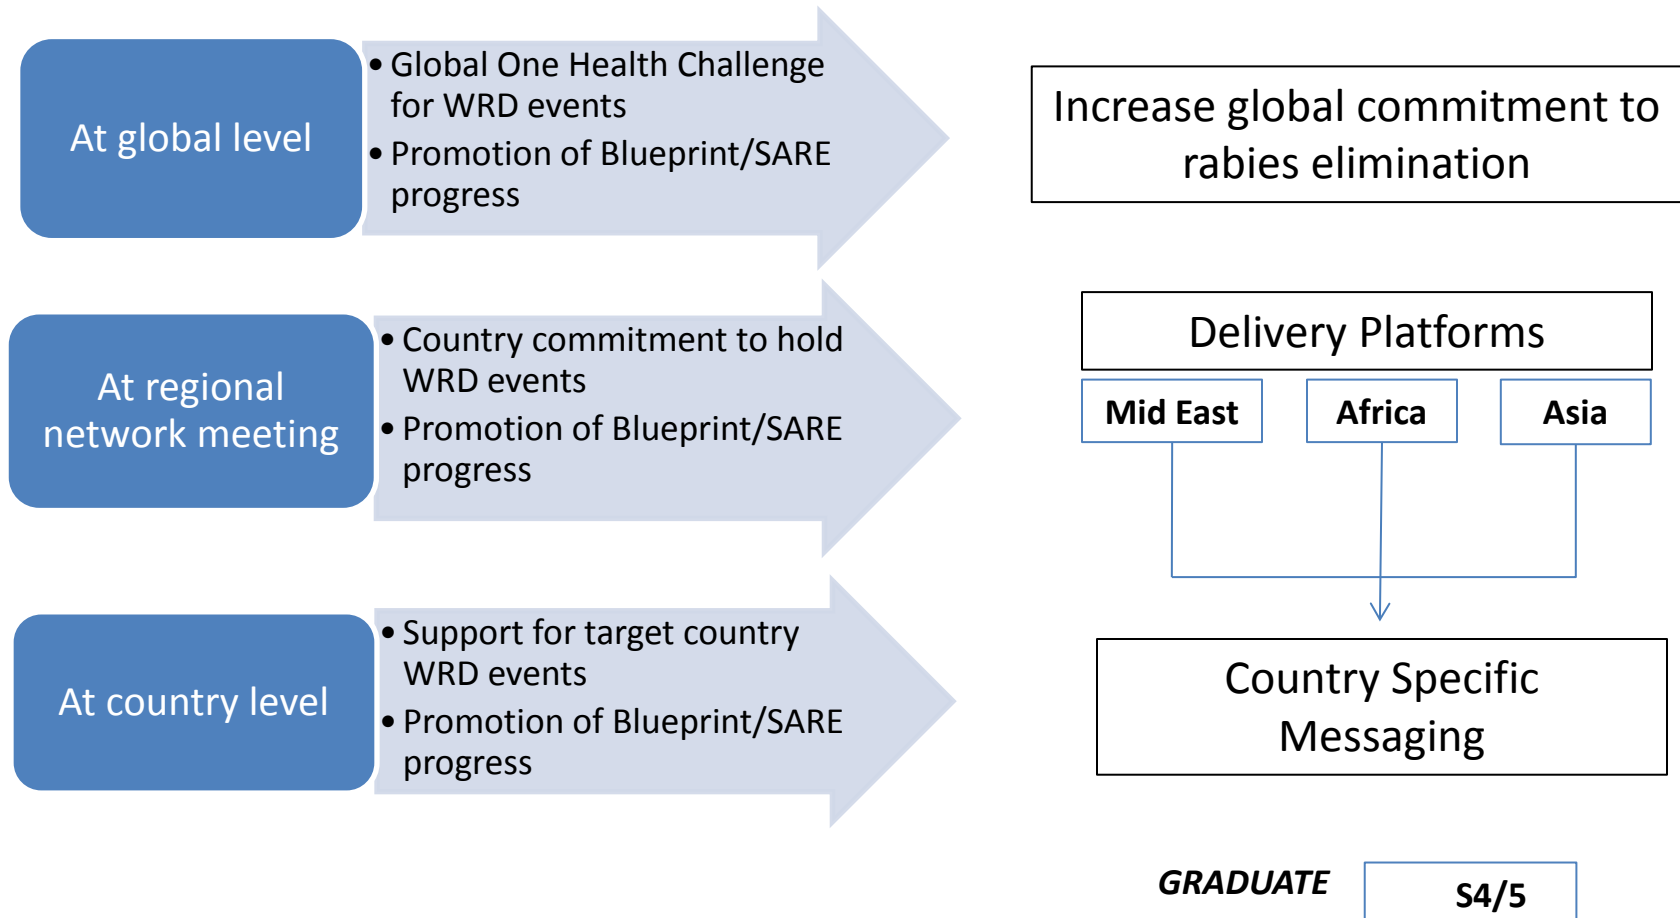 At global level
• Global One Health Challenge
for WRD events
• Promotion of Blueprint/SARE
progress
Increase global commitment to
rabies elimination
At regional
network meeting
• Country commitment to hold
WRD events
• Promotion of Blueprint/SARE
progress
Delivery Platforms
Mid East
Africa
Asia
At country level
• Support for target country
WRD events
• Promotion of Blueprint/SARE
progress
Country Specific
Messaging
GRADUATE
S4/5